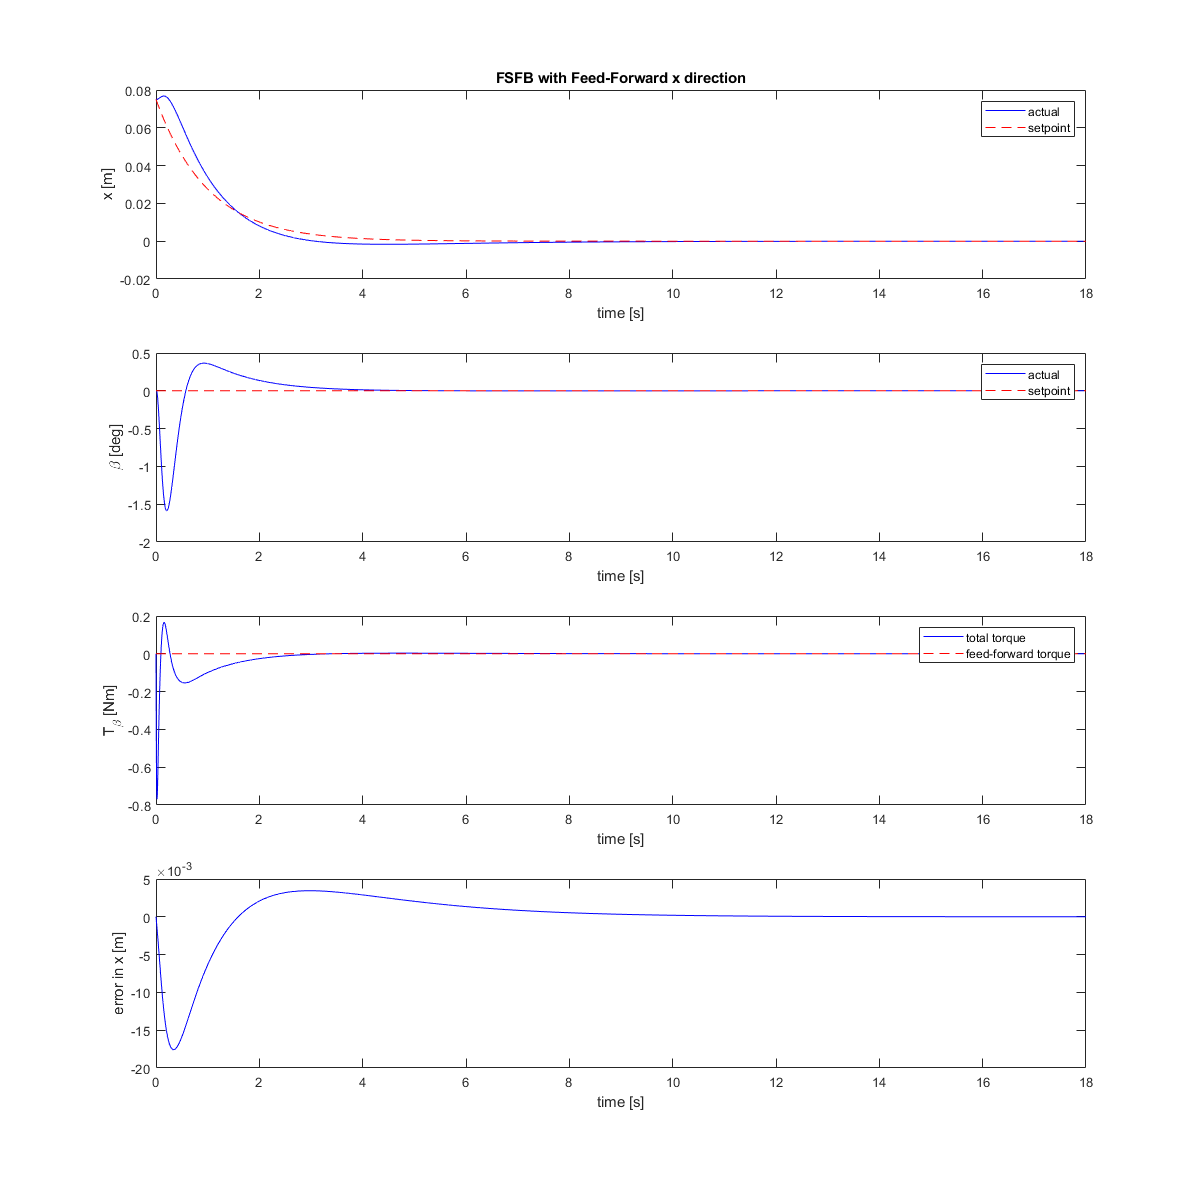 FSFB with Feed-Forward x direction
0.08
0.06
0.04
0.02
0
-0.02
x [m]
actual
setpoint
0 2 4 6 8 10 12 14 16 18
time [s]
0.5
0
-0.5
-1
-1.5
-2
β [deg]
actual
setpoint
0 2 4 6 8 10 12 14 16 18
time [s]
0.2
0
-0.2
-0.4
-0.6
-0.8
T_β [Nm]
total torque
feed-forward torque
0 2 4 6 8 10 12 14 16 18
time [s]
×10^-3
5
0
-5
-10
-15
-20
error in x [m]
0 2 4 6 8 10 12 14 16 18
time [s]